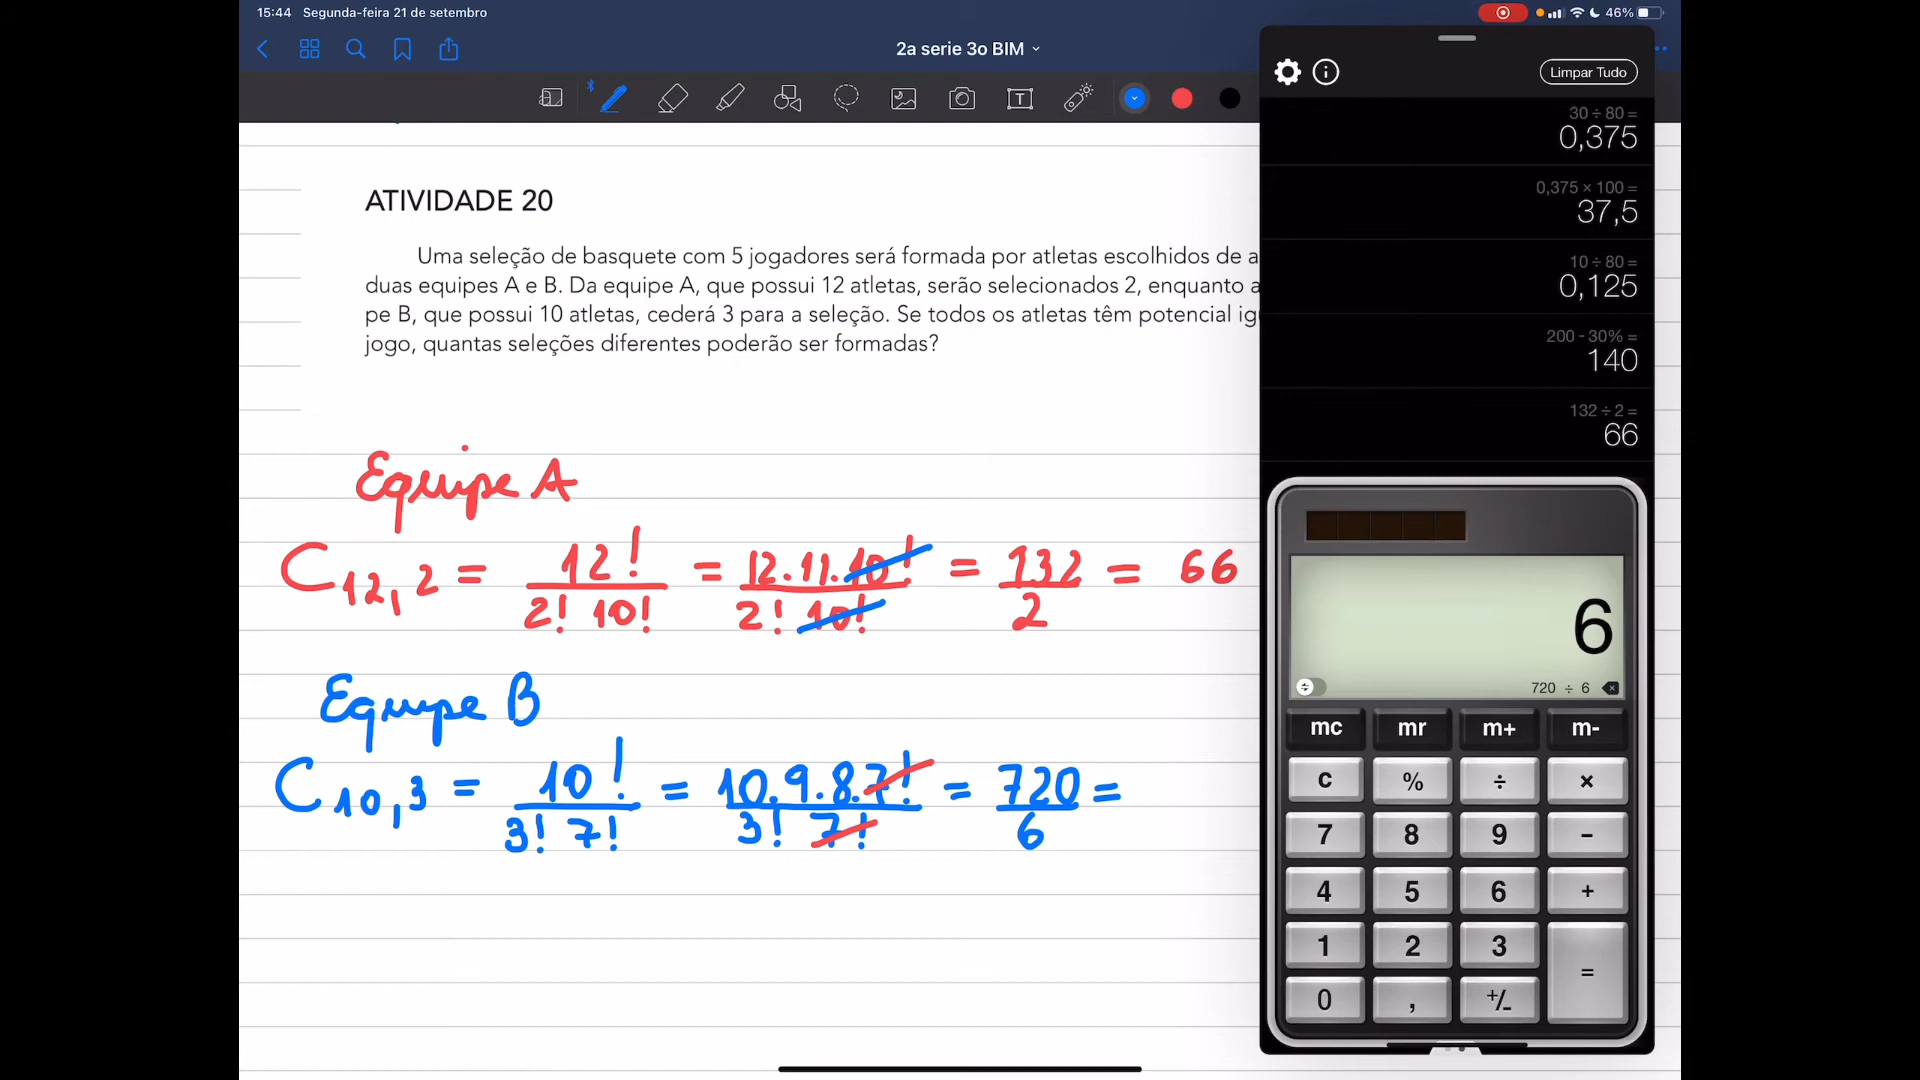 15:44 Segunda-feira 21 de setembro
46%
2a serie 3o BIM
Limpar Tudo
30 ÷ 80 =
0,375
0,375 × 100 =
37,5
10 ÷ 80 =
0,125
200 - 30% =
140
132 ÷ 2 =
66
ATIVIDADE 20
Uma seleção de basquete com 5 jogadores será formada por atletas escolhidos de a
duas equipes A e B. Da equipe A, que possui 12 atletas, serão selecionados 2, enquanto a
pe B, que possui 10 atletas, cederá 3 para a seleção. Se todos os atletas têm potencial ig
jogo, quantas seleções diferentes poderão ser formadas?
Equipe A
C12,2 = 12! / 2! 10! = 12.11.10! / 2! 10! = 132 / 2 = 66
Equipe B
C10,3 = 10! / 3! 7! = 10.9.8.7! / 3! 7! = 720 / 6 =
6
720 ÷ 6
mc mr m+ m-
c % ÷ ×
7 8 9 −
4 5 6 +
1 2 3 =
0 , +/-